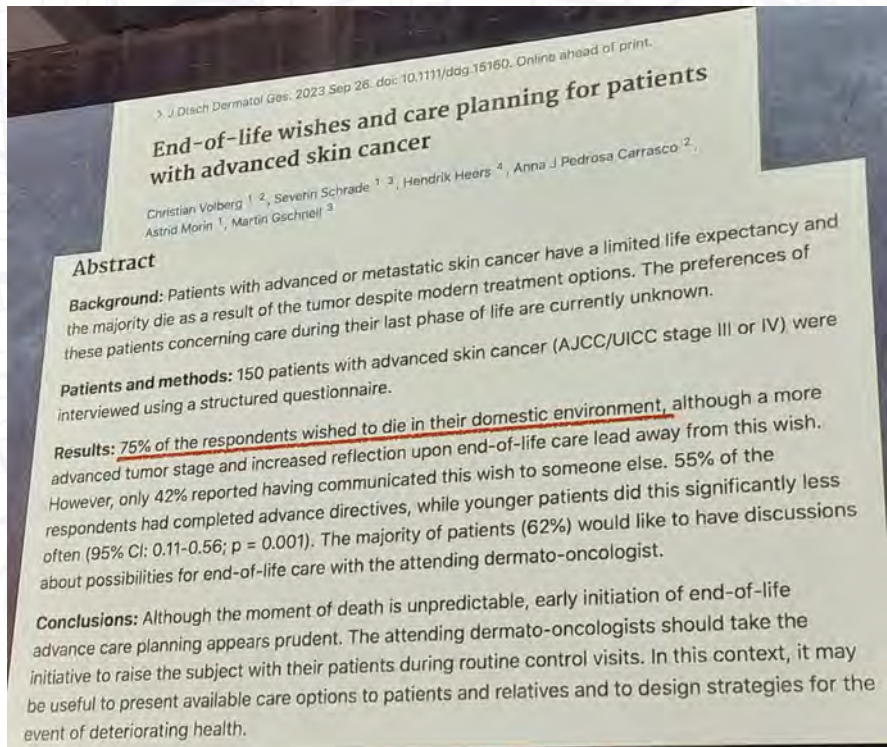 > J Dtsch Dermatol Ges. 2023 Sep 26. doi: 10.1111/ddg.15160. Online ahead of print.
End-of-life wishes and care planning for patients
with advanced skin cancer
Christian Volberg 1 2, Severin Schrade 1 3, Hendrik Heers 4, Anna J Pedrosa Carrasco 2,
Astrid Morin 1, Martin Gschnell 3
Abstract
Background: Patients with advanced or metastatic skin cancer have a limited life expectancy and
the majority die as a result of the tumor despite modern treatment options. The preferences of
these patients concerning care during their last phase of life are currently unknown.
Patients and methods: 150 patients with advanced skin cancer (AJCC/UICC stage III or IV) were
interviewed using a structured questionnaire.
Results: 75% of the respondents wished to die in their domestic environment, although a more
advanced tumor stage and increased reflection upon end-of-life care lead away from this wish.
However, only 42% reported having communicated this wish to someone else. 55% of the
respondents had completed advance directives, while younger patients did this significantly less
often (95% CI: 0.11-0.56; p = 0.001). The majority of patients (62%) would like to have discussions
about possibilities for end-of-life care with the attending dermato-oncologist.
Conclusions: Although the moment of death is unpredictable, early initiation of end-of-life
advance care planning appears prudent. The attending dermato-oncologists should take the
initiative to raise the subject with their patients during routine control visits. In this context, it may
be useful to present available care options to patients and relatives and to design strategies for the
event of deteriorating health.